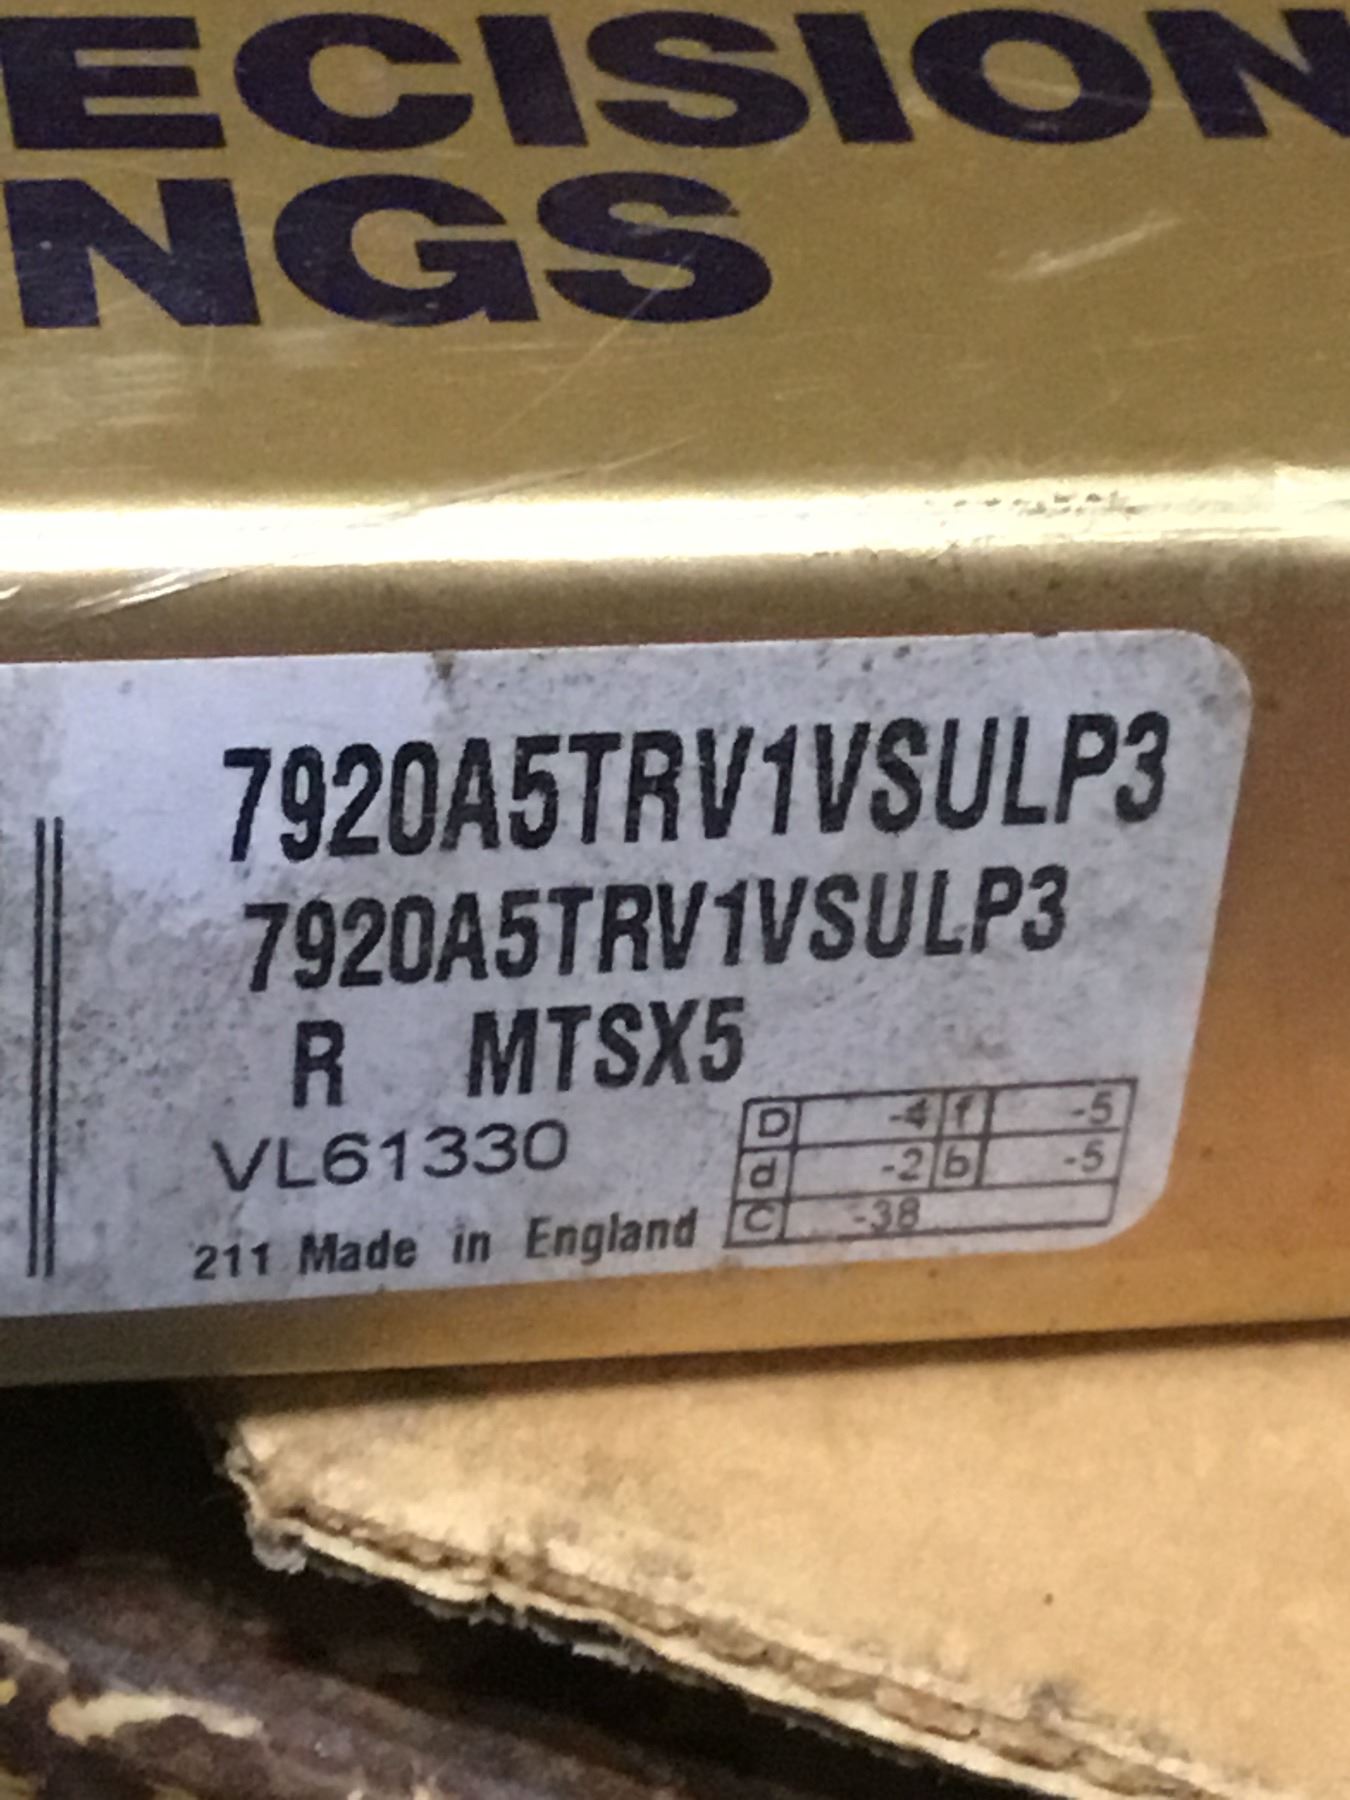 ECISION
NGS
7920A5TRV1VSULP3
7920A5TRV1VSULP3
R MTSX5
VL61330
D -4 f -5
d -2 b -5
C -38
211 Made in England